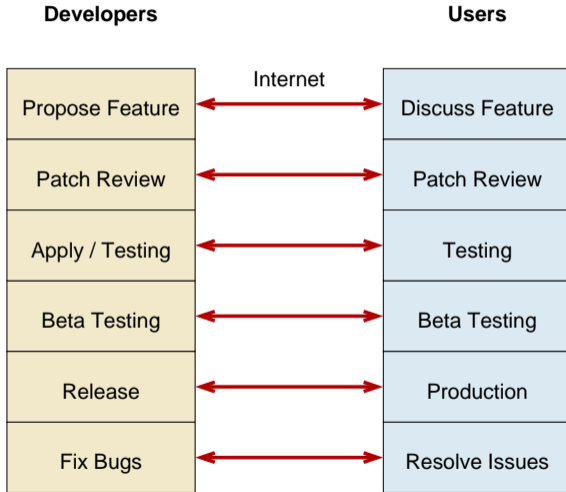 Developers
Users
Internet
Propose Feature
Discuss Feature
Patch Review
Patch Review
Apply / Testing
Testing
Beta Testing
Beta Testing
Release
Production
Fix Bugs
Resolve Issues